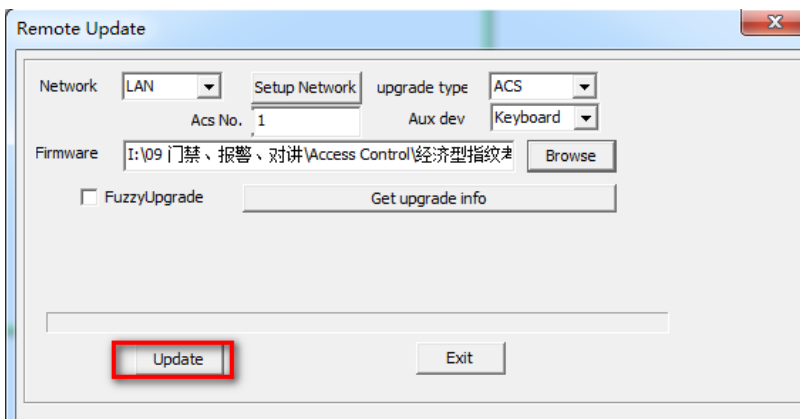 Remote Update
Network LAN Setup Network upgrade type ACS
Acs No. 1 Aux dev Keyboard
Firmware I:\09 门禁、报警、对讲\Access Control\经济型指纹考 Browse
FuzzyUpgrade Get upgrade info
Update Exit